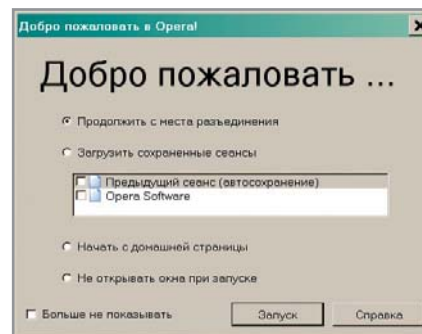 Добро пожаловать в Opera!
Добро пожаловать ...
Продолжить с места разъединения
Загрузить сохраненные сеансы
Предыдущий сеанс (автосохранение)
Opera Software
Начать с домашней страницы
Не открывать окна при запуске
Больше не показывать
Запуск
Справка